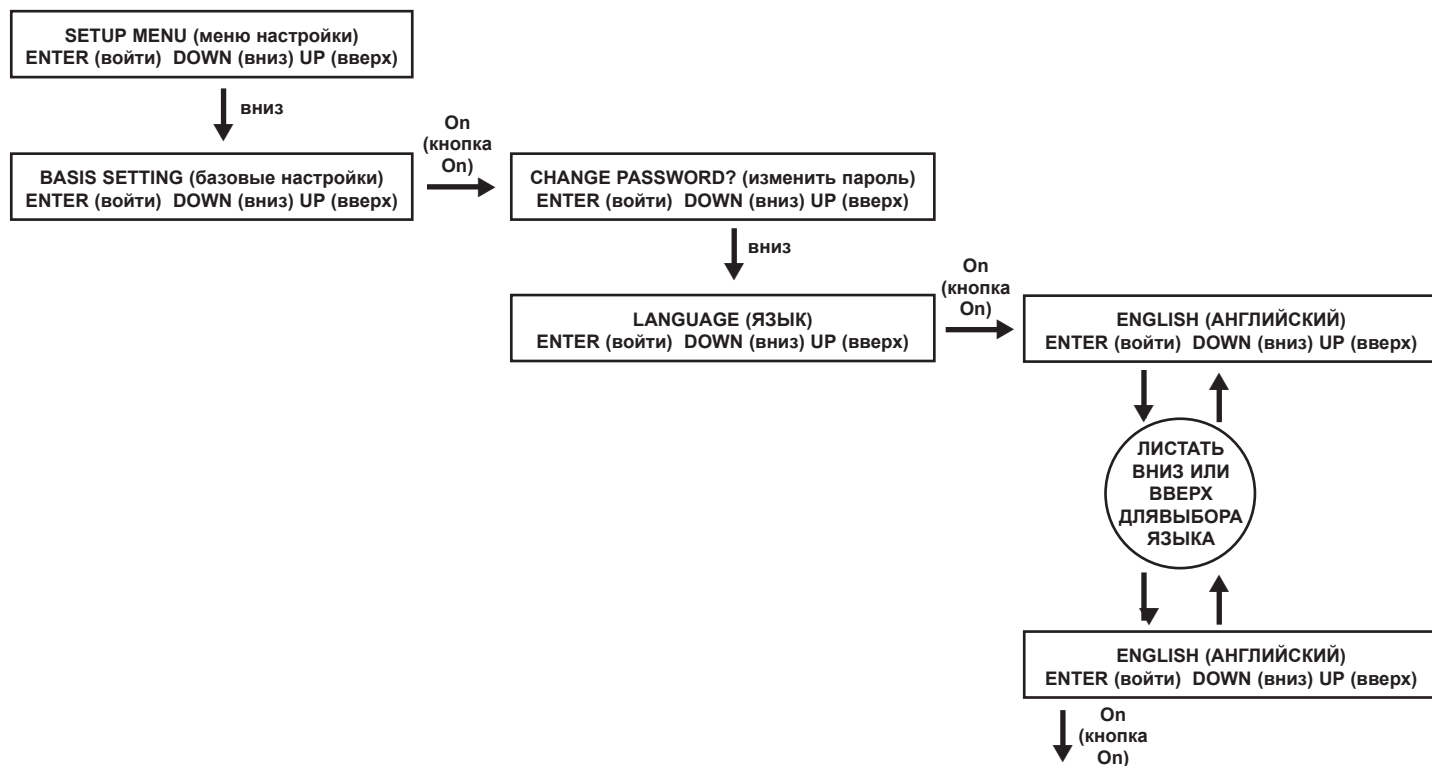 SETUP MENU (меню настройки)
ENTER (войти) DOWN (вниз) UP (вверх)
вниз
BASIS SETTING (базовые настройки)
ENTER (войти) DOWN (вниз) UP (вверх)
On
(кнопка
On)
CHANGE PASSWORD? (изменить пароль)
ENTER (войти) DOWN (вниз) UP (вверх)
вниз
LANGUAGE (ЯЗЫК)
ENTER (войти) DOWN (вниз) UP (вверх)
On
(кнопка
On)
ENGLISH (АНГЛИЙСКИЙ)
ENTER (войти) DOWN (вниз) UP (вверх)
ЛИСТАТЬ
ВНИЗ ИЛИ
ВВЕРХ
ДЛЯВЫБОРА
ЯЗЫКА
ENGLISH (АНГЛИЙСКИЙ)
ENTER (войти) DOWN (вниз) UP (вверх)
On
(кнопка
On)